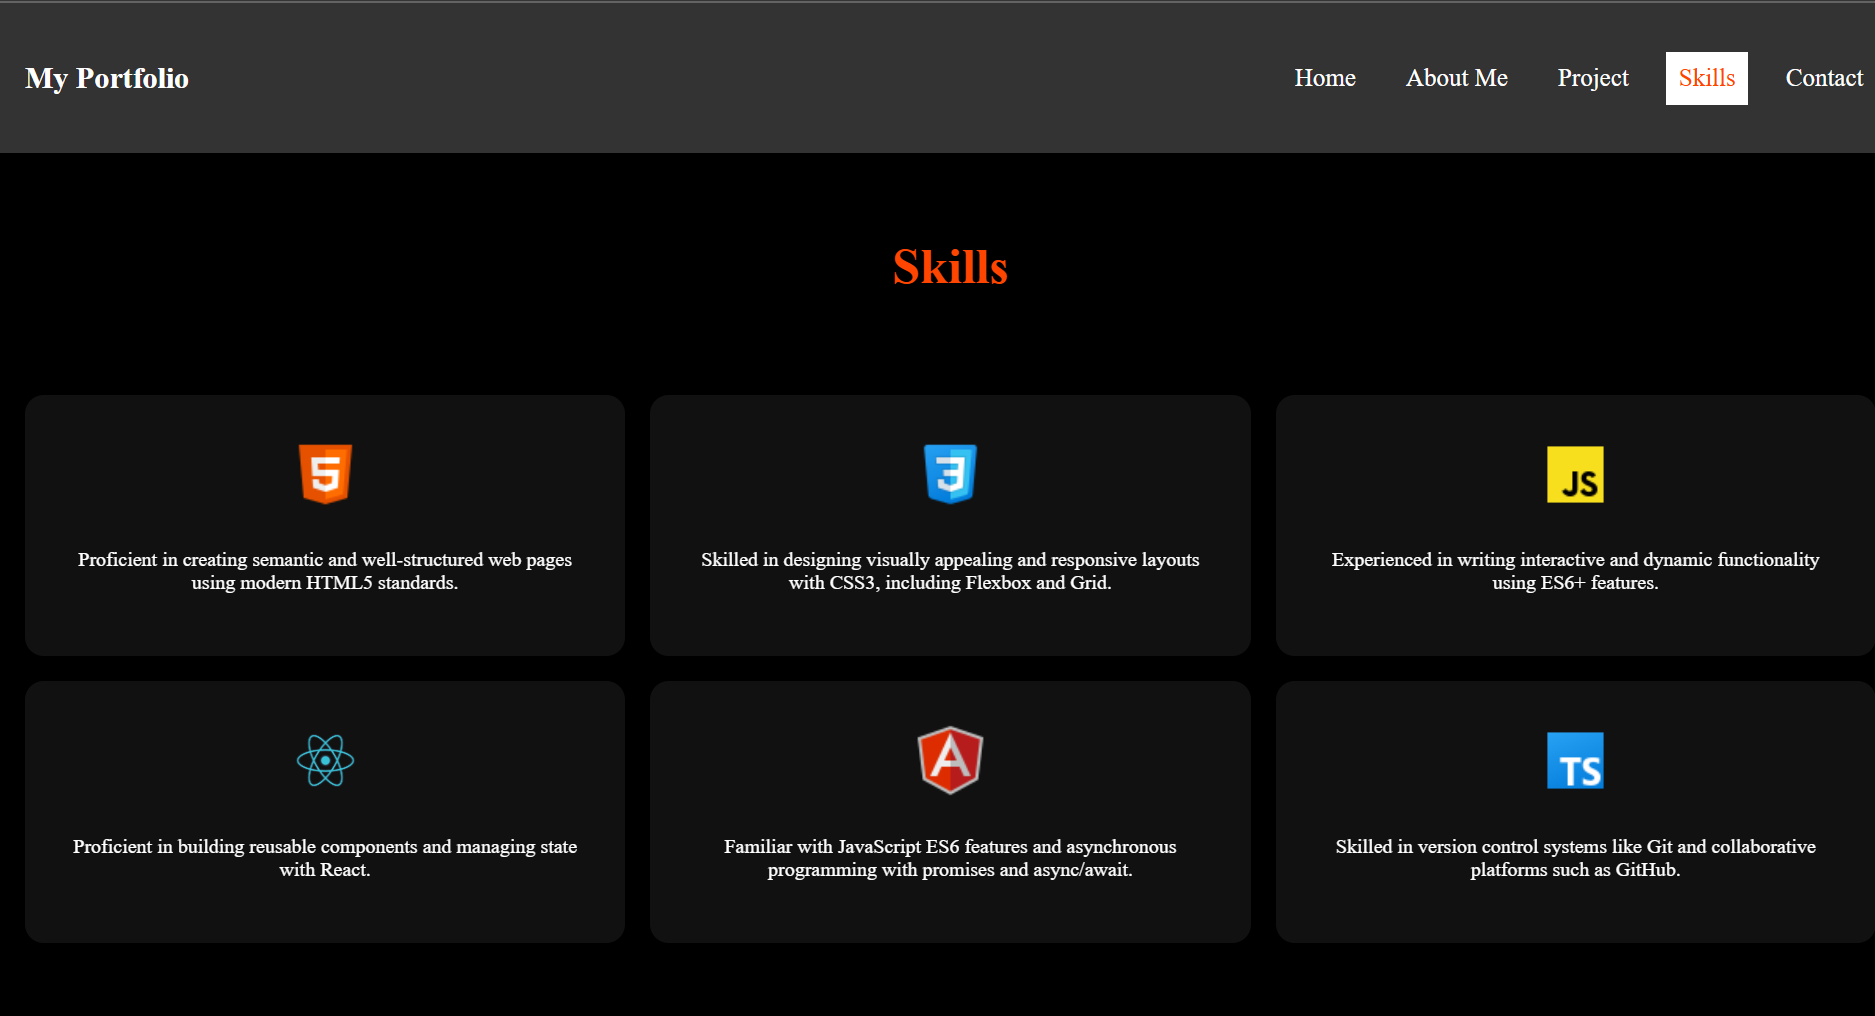 My Portfolio
Home
About Me
Project
Skills
Contact
Skills
5
3
JS
Proficient in creating semantic and well-structured web pages
using modern HTML5 standards.
Skilled in designing visually appealing and responsive layouts
with CSS3, including Flexbox and Grid.
Experienced in writing interactive and dynamic functionality
using ES6+ features.
A
TS
Proficient in building reusable components and managing state
with React.
Familiar with JavaScript ES6 features and asynchronous
programming with promises and async/await.
Skilled in version control systems like Git and collaborative
platforms such as GitHub.